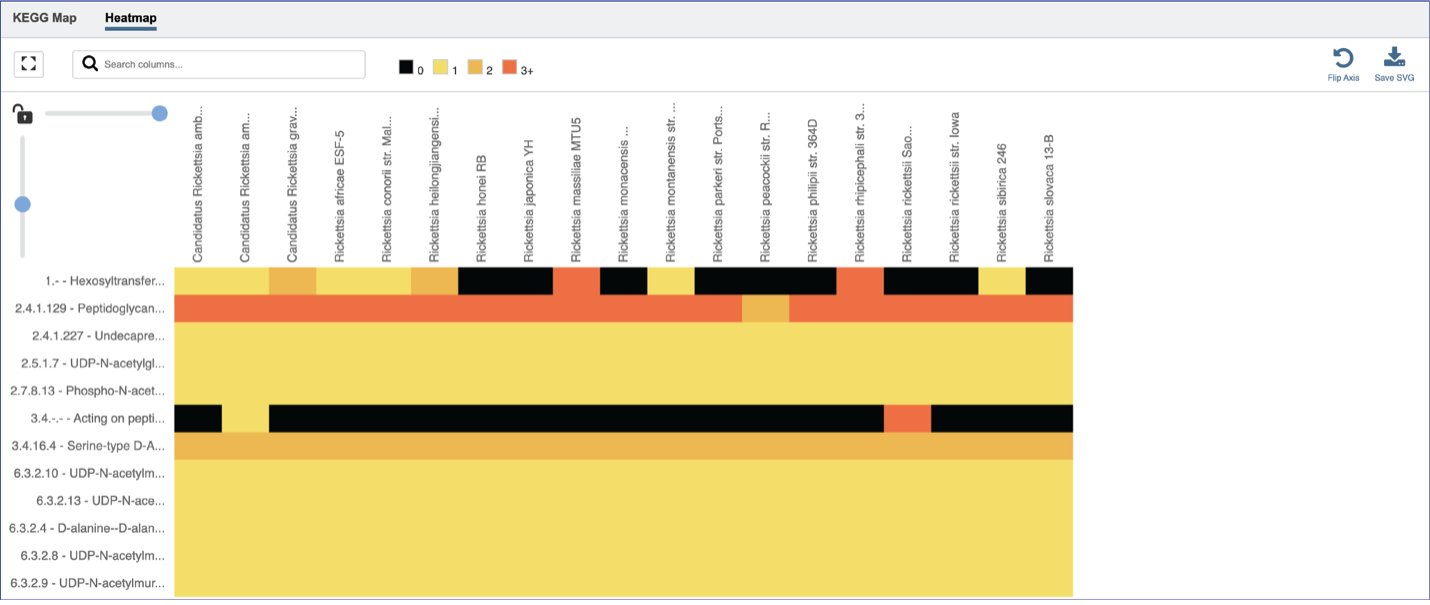 KEGG Map Heatmap
Search columns...
0 1 2 3+
Flip Axis Save SVG
Candidatus Rickettsia amb...
Candidatus Rickettsia am...
Candidatus Rickettsia grav...
Rickettsia africae ESF-5
Rickettsia conorii str. Mal...
Rickettsia heilongjiangensi...
Rickettsia honei RB
Rickettsia japonica YH
Rickettsia massiliae MTU5
Rickettsia monacensis ...
Rickettsia montanensis str. ...
Rickettsia parkeri str. Ports...
Rickettsia peacockii str. R...
Rickettsia philipii str. 364D
Rickettsia rhipicephali str. 3...
Rickettsia rickettsii Sao...
Rickettsia rickettsii str. Iowa
Rickettsia sibirica 246
Rickettsia slovaca 13-B
1.- - Hexosyltransfer...
2.4.1.129 - Peptidoglycan...
2.4.1.227 - Undecapre...
2.5.1.7 - UDP-N-acetylgl...
2.7.8.13 - Phospho-N-acet...
3.4.-.- - Acting on pepti...
3.4.16.4 - Serine-type D-A...
6.3.2.10 - UDP-N-acetylm...
6.3.2.13 - UDP-N-ace...
6.3.2.4 - D-alanine--D-alan...
6.3.2.8 - UDP-N-acetylm...
6.3.2.9 - UDP-N-acetylmur...